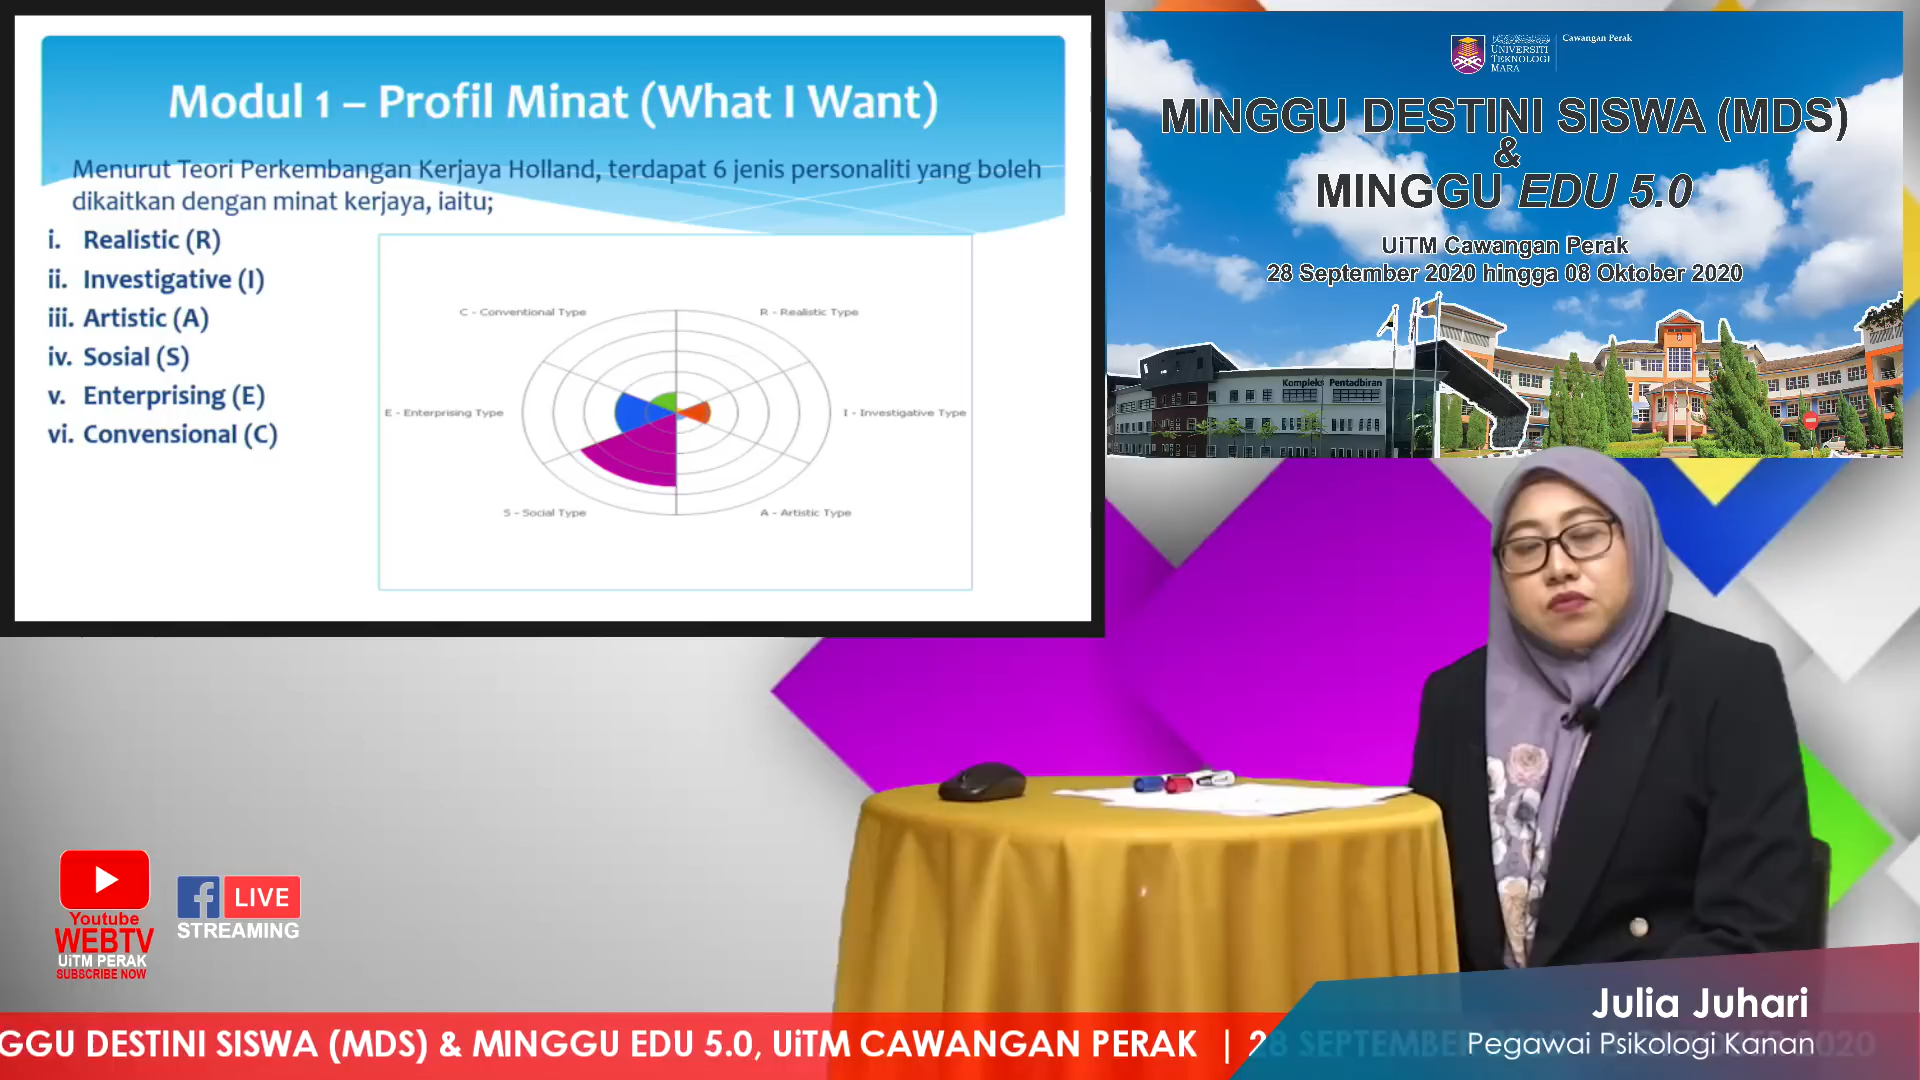 Modul 1 – Profil Minat (What I Want)
Menurut Teori Perkembangan Kerjaya Holland, terdapat 6 jenis personaliti yang boleh
dikaitkan dengan minat kerjaya, iaitu;
i. Realistic (R)
ii. Investigative (I)
iii. Artistic (A)
iv. Sosial (S)
v. Enterprising (E)
vi. Convensional (C)
C - Conventional Type
R - Realistic Type
E - Enterprising Type
I - Investigative Type
S - Social Type
A - Artistic Type
UNIVERSITI
TEKNOLOGI
MARA
Cawangan Perak
MINGGU DESTINI SISWA (MDS)
&
MINGGU EDU 5.0
UiTM Cawangan Perak
28 September 2020 hingga 08 Oktober 2020
Kompleks Pentadbiran
Youtube
WEBTV
UiTM PERAK
SUBSCRIBE NOW
f LIVE
STREAMING
Julia Juhari
Pegawai Psikologi Kanan
GGU DESTINI SISWA (MDS) & MINGGU EDU 5.0, UiTM CAWANGAN PERAK | 28 SEPTEMBE